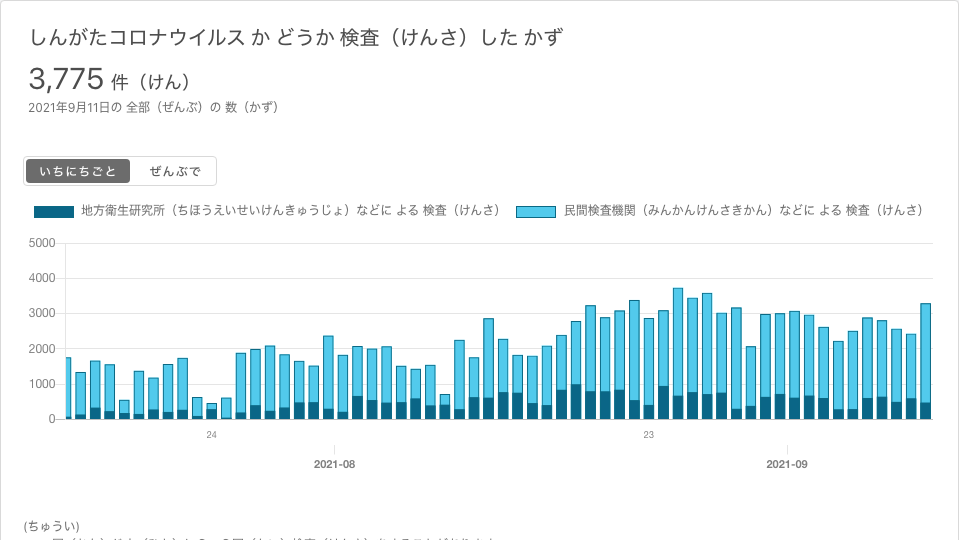 しんがたコロナウイルス か どうか 検査（けんさ）した かず
3,775 件（けん）
2021年9月11日の 全部（ぜんぶ）の 数（かず）
いちにちごと ぜんぶで
地方衛生研究所（ちほうえいせいけんきゅうじょ）などに よる 検査（けんさ） 民間検査機関（みんかんけんさきかん）などに よる 検査（けんさ）
5000
4000
3000
2000
1000
0
24 23
2021-08 2021-09
(ちゅうい)